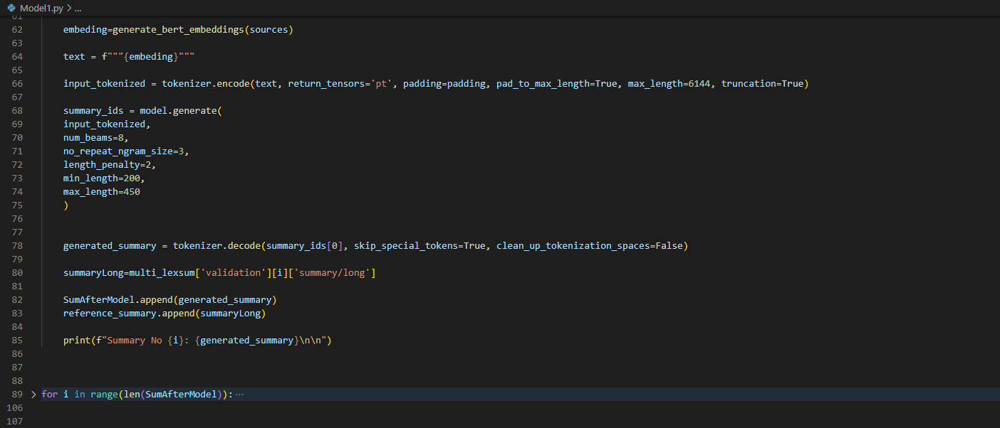 Model1.py > ...
61
62 embeding=generate_bert_embeddings(sources)
63
64 text = f"""{embeding}"""
65
66 input_tokenized = tokenizer.encode(text, return_tensors='pt', padding=padding, pad_to_max_length=True, max_length=6144, truncation=True)
67
68 summary_ids = model.generate(
69 input_tokenized,
70 num_beams=8,
71 no_repeat_ngram_size=3,
72 length_penalty=2,
73 min_length=200,
74 max_length=450
75 )
76
77
78 generated_summary = tokenizer.decode(summary_ids[0], skip_special_tokens=True, clean_up_tokenization_spaces=False)
79
80 summaryLong=multi_lexsum['validation'][i]['summary/long']
81
82 SumAfterModel.append(generated_summary)
83 reference_summary.append(summaryLong)
84
85 print(f"Summary No {i}: {generated_summary}\n\n")
86
87
88
89 > for i in range(len(SumAfterModel)): ...
106
107